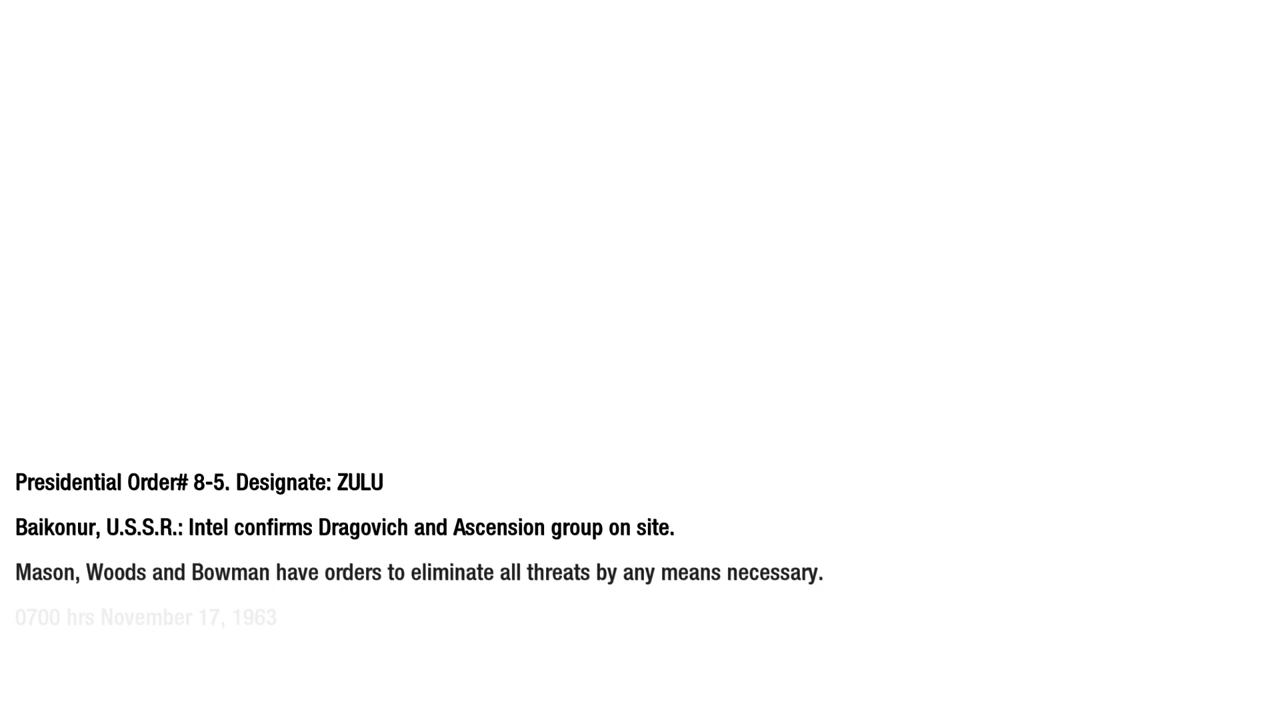 Presidential Order# 8-5. Designate: ZULU
Baikonur, U.S.S.R.: Intel confirms Dragovich and Ascension group on site.
Mason, Woods and Bowman have orders to eliminate all threats by any means necessary.
0700 hrs November 17, 1963